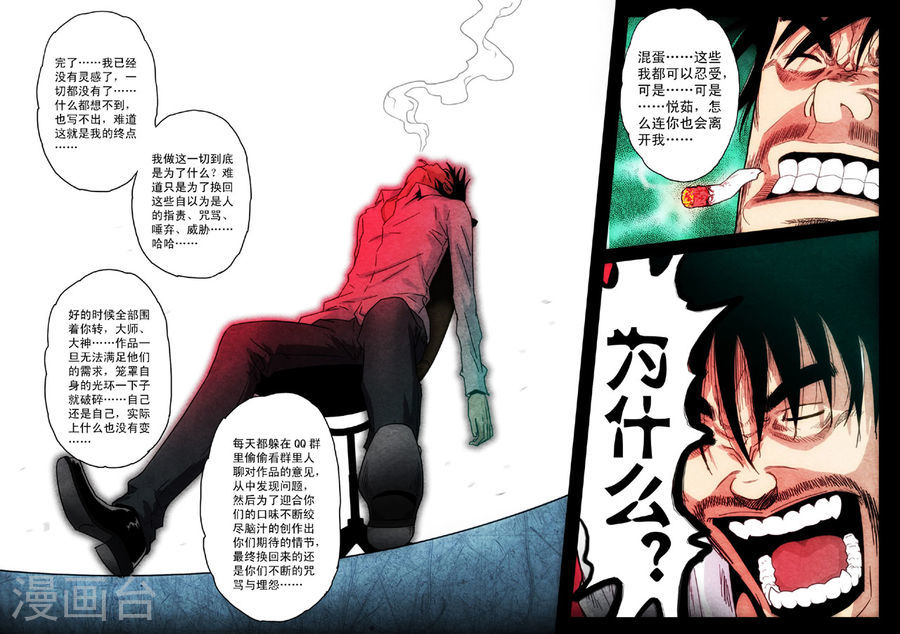 完了……我已经
没有灵感了，一
切都没有了……
什么都想不到，
也写不出，难道
这就是我的终点
……
我做这一切到底
是为了什么？难
道只是为了换回
这些自以为是人
的指责、咒骂、
唾弃、威胁……
哈哈……
好的时候全部围
着你转，大师、
大神……作品一
旦无法满足他们
的需求，笼罩自
身的光环一下子
就破碎……自己
还是自己，实际
上什么也没有变
……
每天都躲在QQ群
里偷偷看群里人
聊对作品的意见，
从中发现问题，
然后为了迎合你
们的口味不断绞
尽脑汁的创作出
你们期待的情节，
最终换回来的还
是你们不断的咒
骂与埋怨……
混蛋……这些
我都可以忍受，
可是……可是
……悦茹，怎
么连你也会离
开我……
为什么？
漫画台